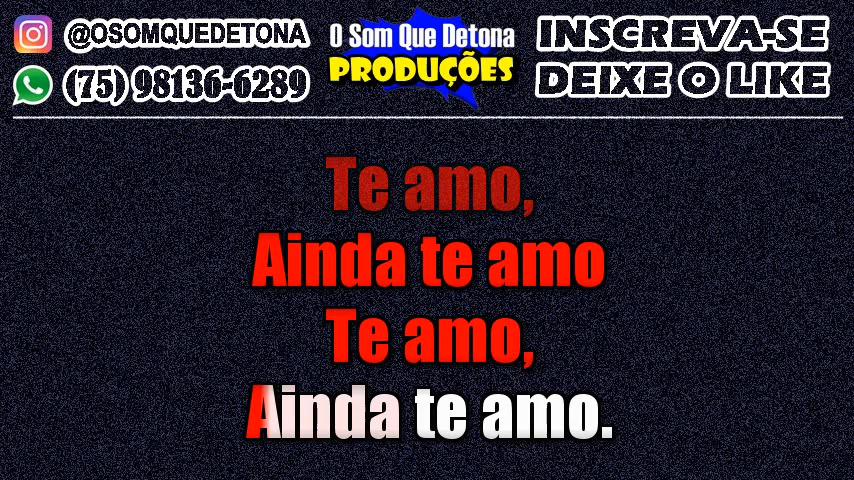 @OSOMQUEDETONA
(75) 98136-6289
O Som Que Detona
PRODUÇÕES
INSCREVA-SE
DEIXE O LIKE
Te amo,
Ainda te amo
Te amo,
Ainda te amo.